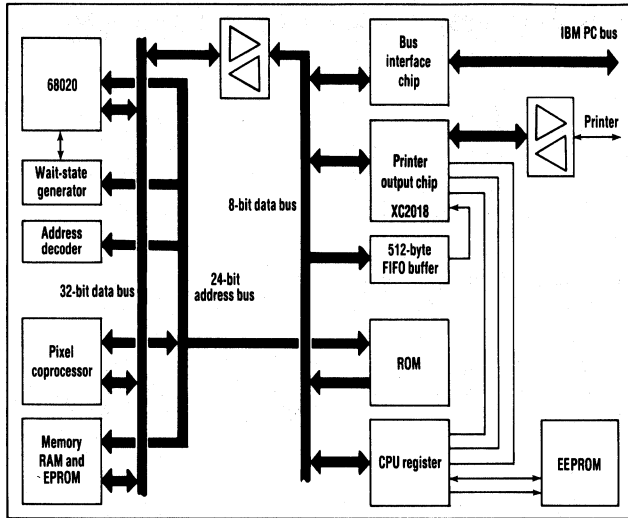 68020
Wait-state
generator
Address
decoder
32-bit data bus
24-bit
address bus
8-bit data bus
Pixel
coprocessor
Memory
RAM and
EPROM
Bus
interface
chip
IBM PC bus
Printer
output chip
XC2018
Printer
512-byte
FIFO buffer
ROM
CPU register
EEPROM